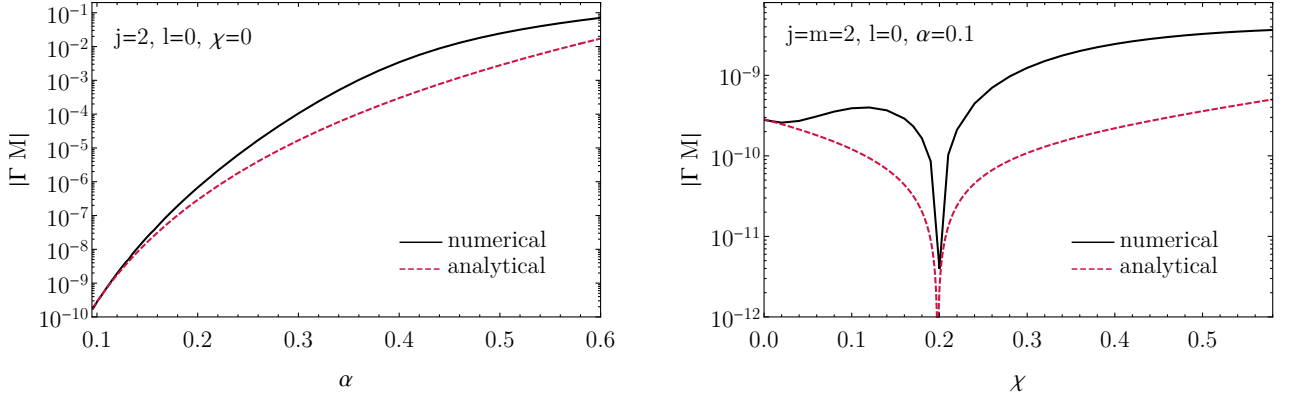 j=2, l=0, χ=0
|Γ M|
10⁻¹
10⁻²
10⁻³
10⁻⁴
10⁻⁵
10⁻⁶
10⁻⁷
10⁻⁸
10⁻⁹
10⁻¹⁰
numerical
analytical
0.1 0.2 0.3 0.4 0.5 0.6
α
j=m=2, l=0, α=0.1
|Γ M|
10⁻⁹
10⁻¹⁰
10⁻¹¹
10⁻¹²
numerical
analytical
0.0 0.1 0.2 0.3 0.4 0.5
χ